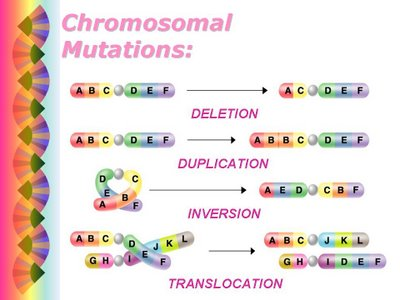 Chromosomal
Mutations:
A B C D E F A C D E F
DELETION
A B C D E F A B B C D E F
DUPLICATION
D C
E
A B F
A E D C B F
INVERSION
A B C D J K L A B C J K L
G H I E F G H I D E F
TRANSLOCATION